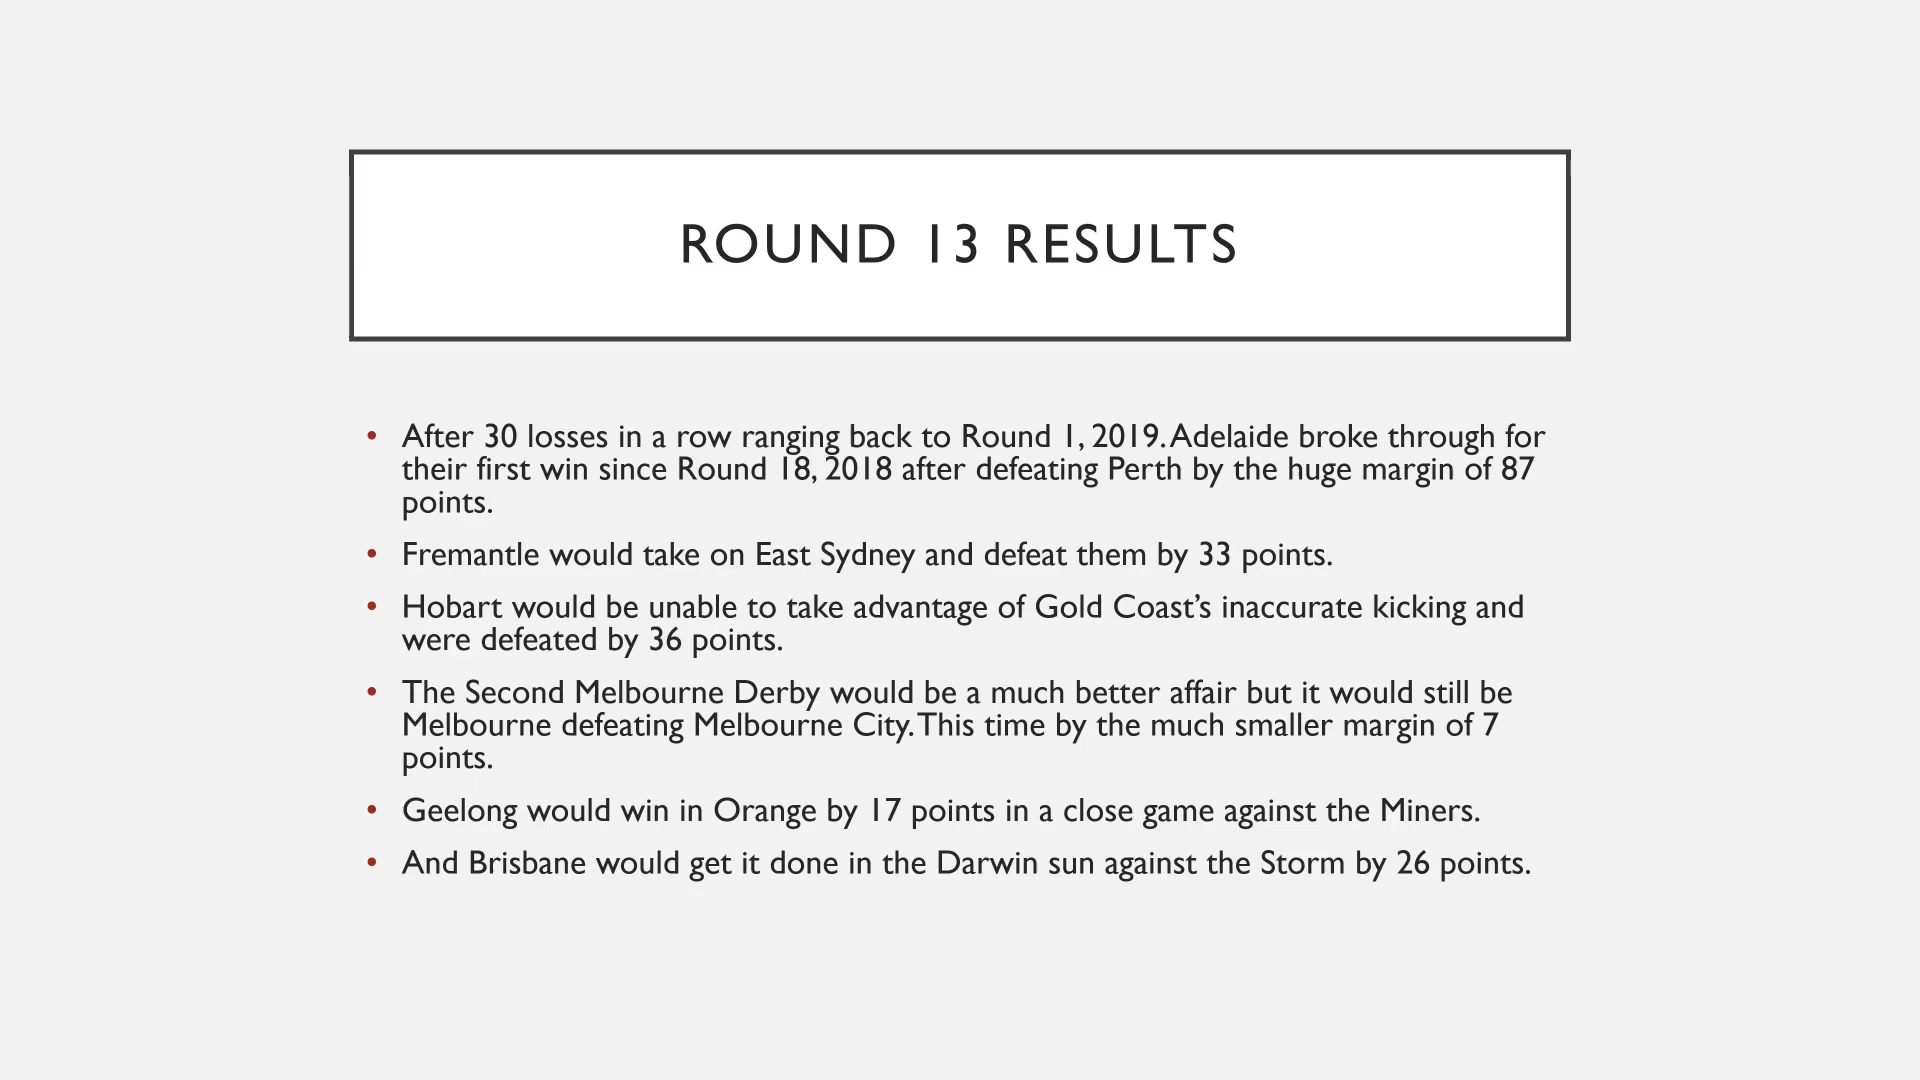 ROUND 13 RESULTS
• After 30 losses in a row ranging back to Round 1, 2019. Adelaide broke through for
their first win since Round 18, 2018 after defeating Perth by the huge margin of 87
points.
• Fremantle would take on East Sydney and defeat them by 33 points.
• Hobart would be unable to take advantage of Gold Coast’s inaccurate kicking and
were defeated by 36 points.
• The Second Melbourne Derby would be a much better affair but it would still be
Melbourne defeating Melbourne City. This time by the much smaller margin of 7
points.
• Geelong would win in Orange by 17 points in a close game against the Miners.
• And Brisbane would get it done in the Darwin sun against the Storm by 26 points.